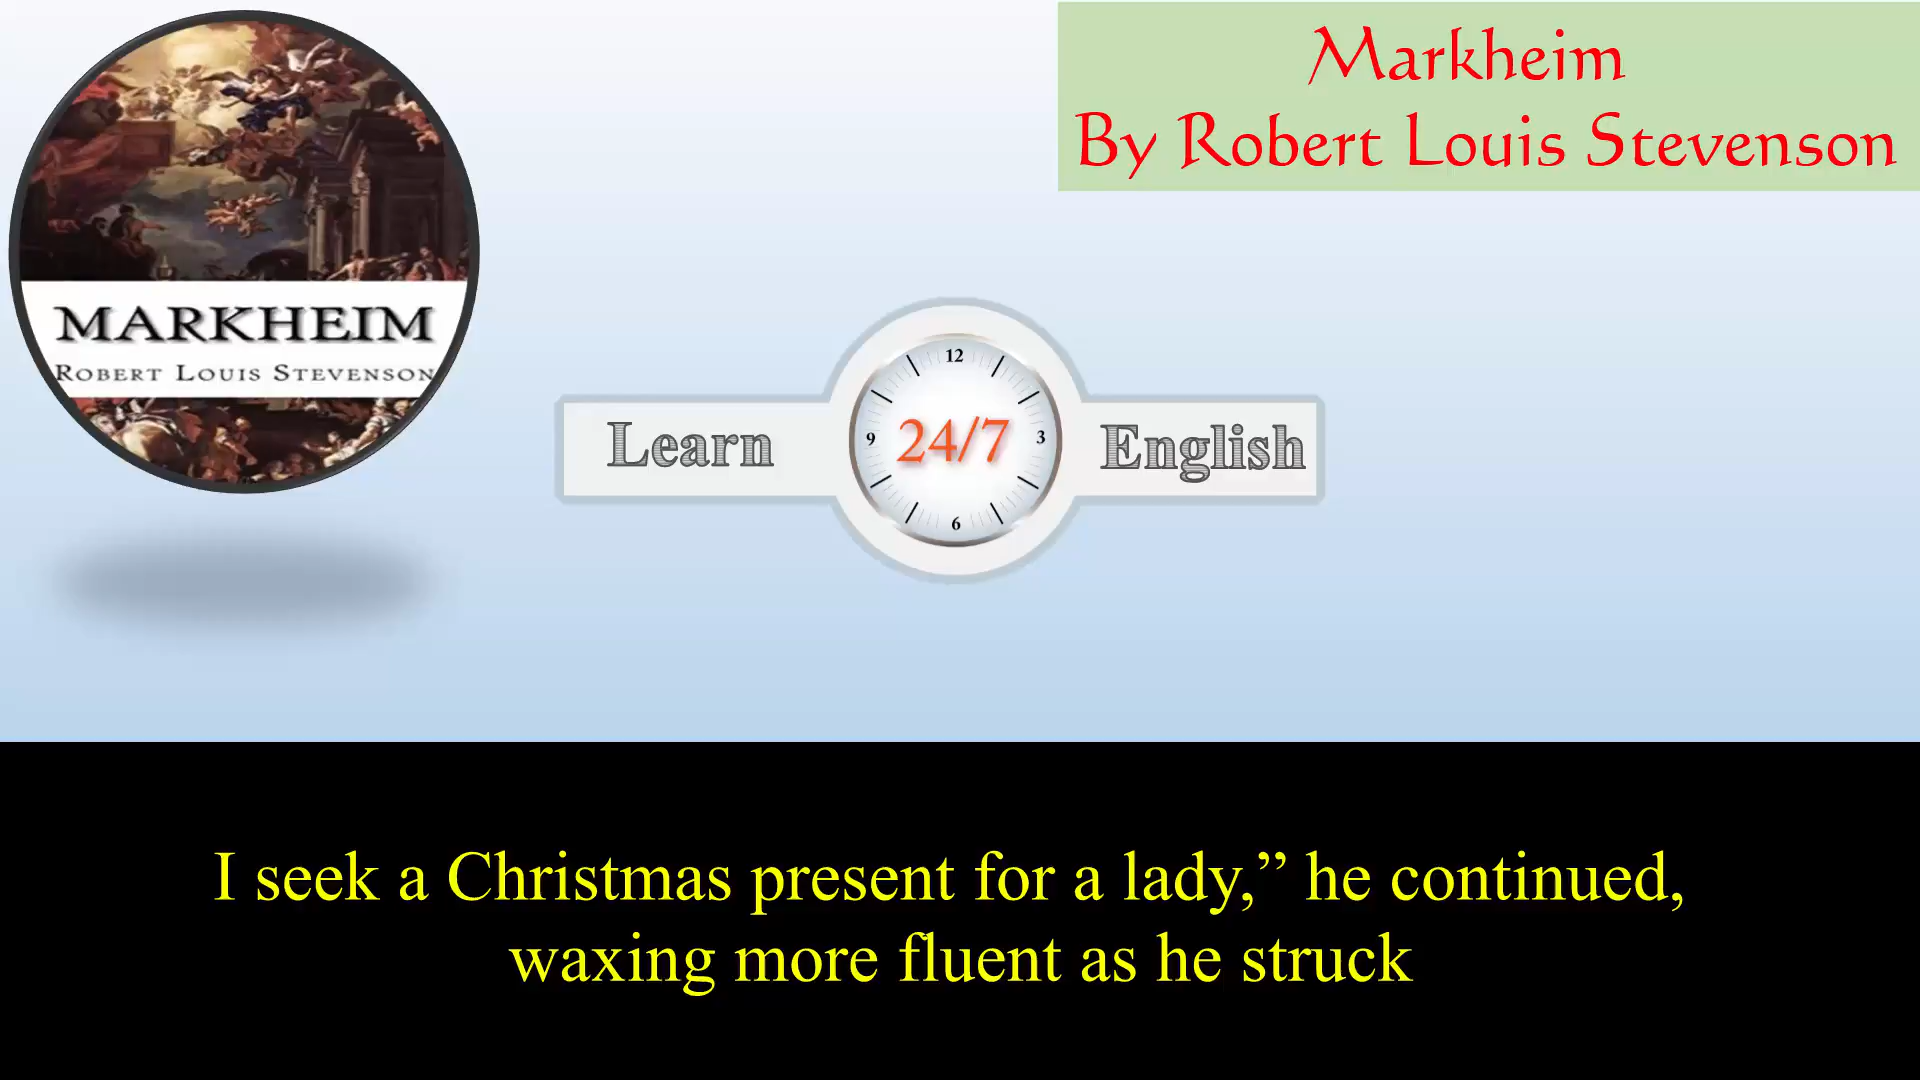 Markheim
By Robert Louis Stevenson
MARKHEIM
ROBERT LOUIS STEVENSON
12
Learn 9 24/7 3 English
6
I seek a Christmas present for a lady,” he continued,
waxing more fluent as he struck